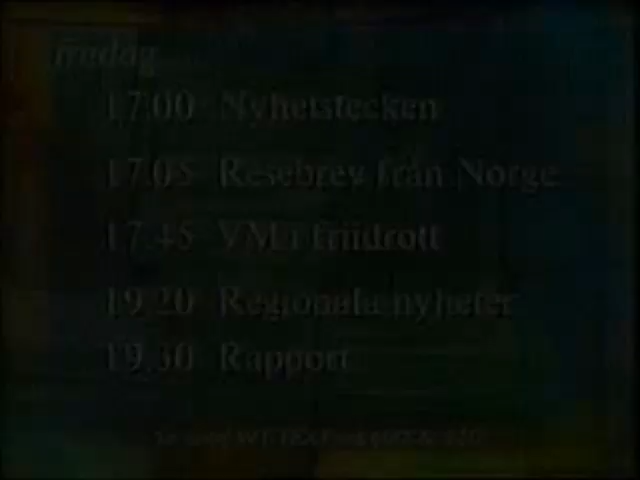 fredag
17.00 Nyhetstecken
17.05 Resebrev från Norge
17.45 VM i friidrott
19.20 Regionala nyheter
19.30 Rapport